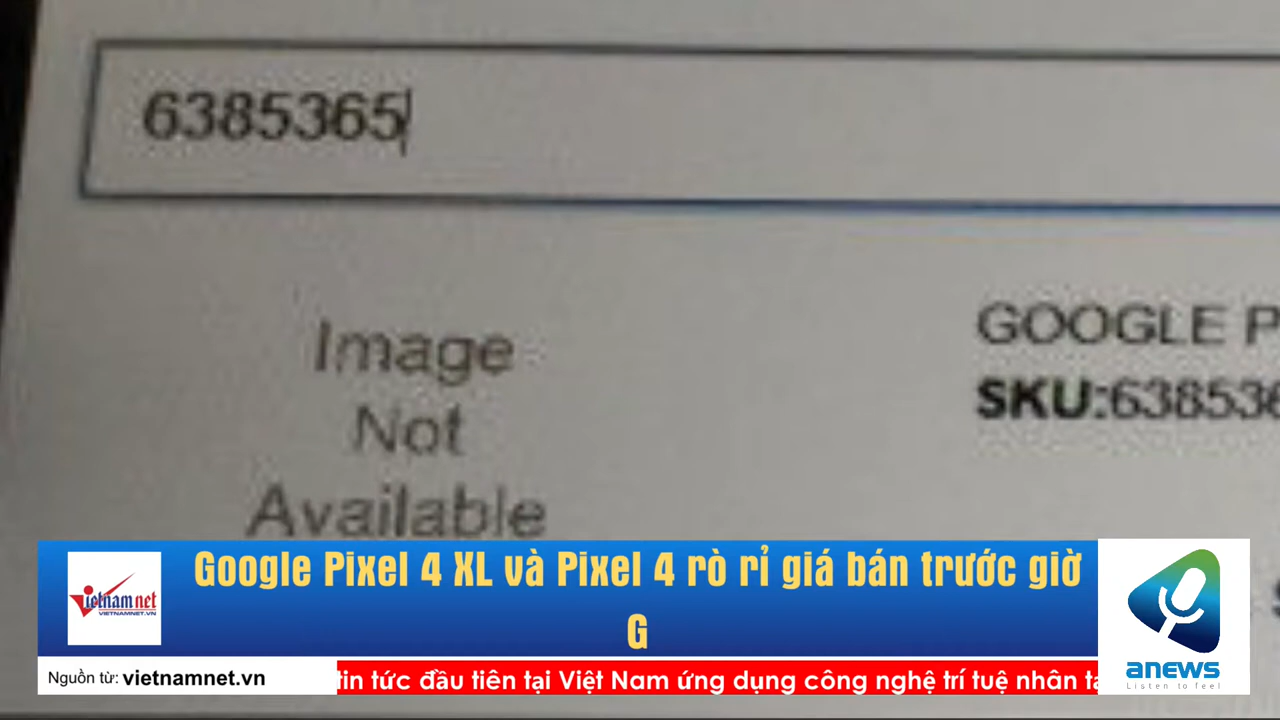 6385365
Image
Not
Available
GOOGLE P
SKU:638536
Google Pixel 4 XL và Pixel 4 rò rỉ giá bán trước giờ
G
Vietnamnet
VIETNAMNET.VN
Nguồn từ: vietnamnet.vn
tin tức đầu tiên tại Việt Nam ứng dụng công nghệ trí tuệ nhân tạ
anews
Listen to feel